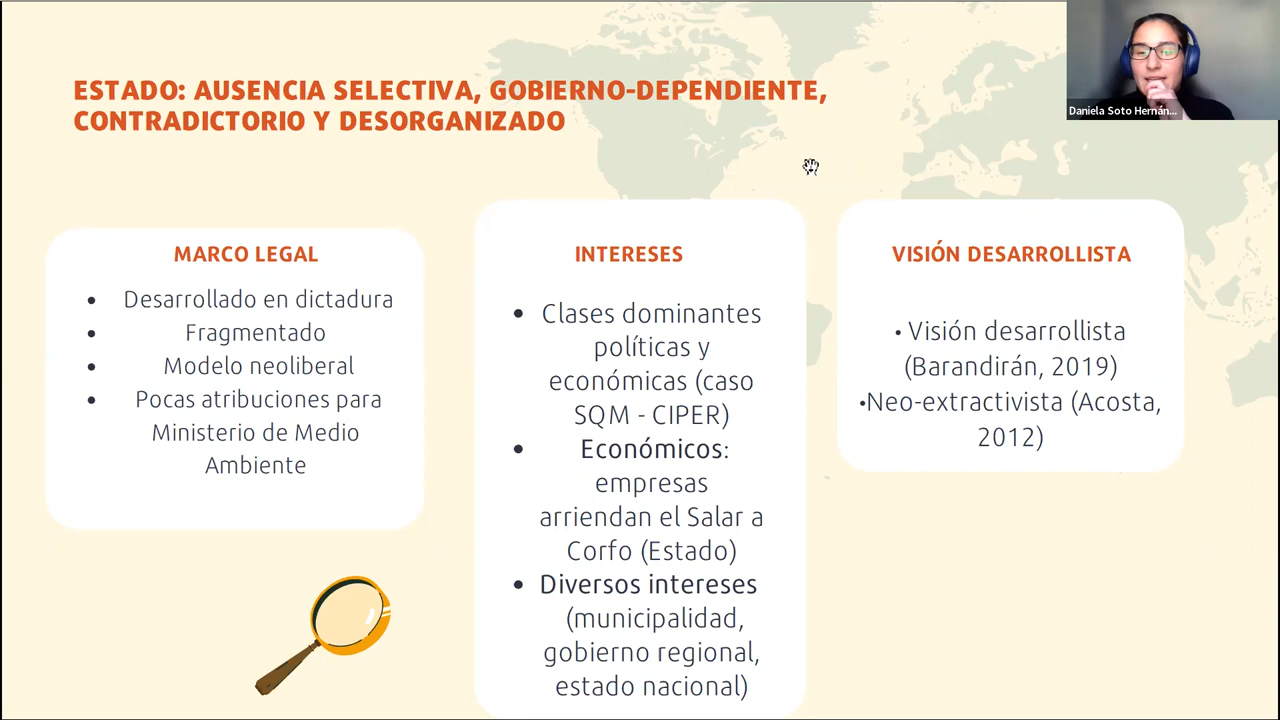 Daniela Soto Hernán...
ESTADO: AUSENCIA SELECTIVA, GOBIERNO-DEPENDIENTE,
CONTRADICTORIO Y DESORGANIZADO
MARCO LEGAL
• Desarrollado en dictadura
• Fragmentado
• Modelo neoliberal
• Pocas atribuciones para
Ministerio de Medio
Ambiente
INTERESES
• Clases dominantes
políticas y
económicas (caso
SQM - CIPER)
• Económicos:
empresas
arriendan el Salar a
Corfo (Estado)
• Diversos intereses
(municipalidad,
gobierno regional,
estado nacional)
VISIÓN DESARROLLISTA
• Visión desarrollista
(Barandirán, 2019)
•Neo-extractivista (Acosta,
2012)